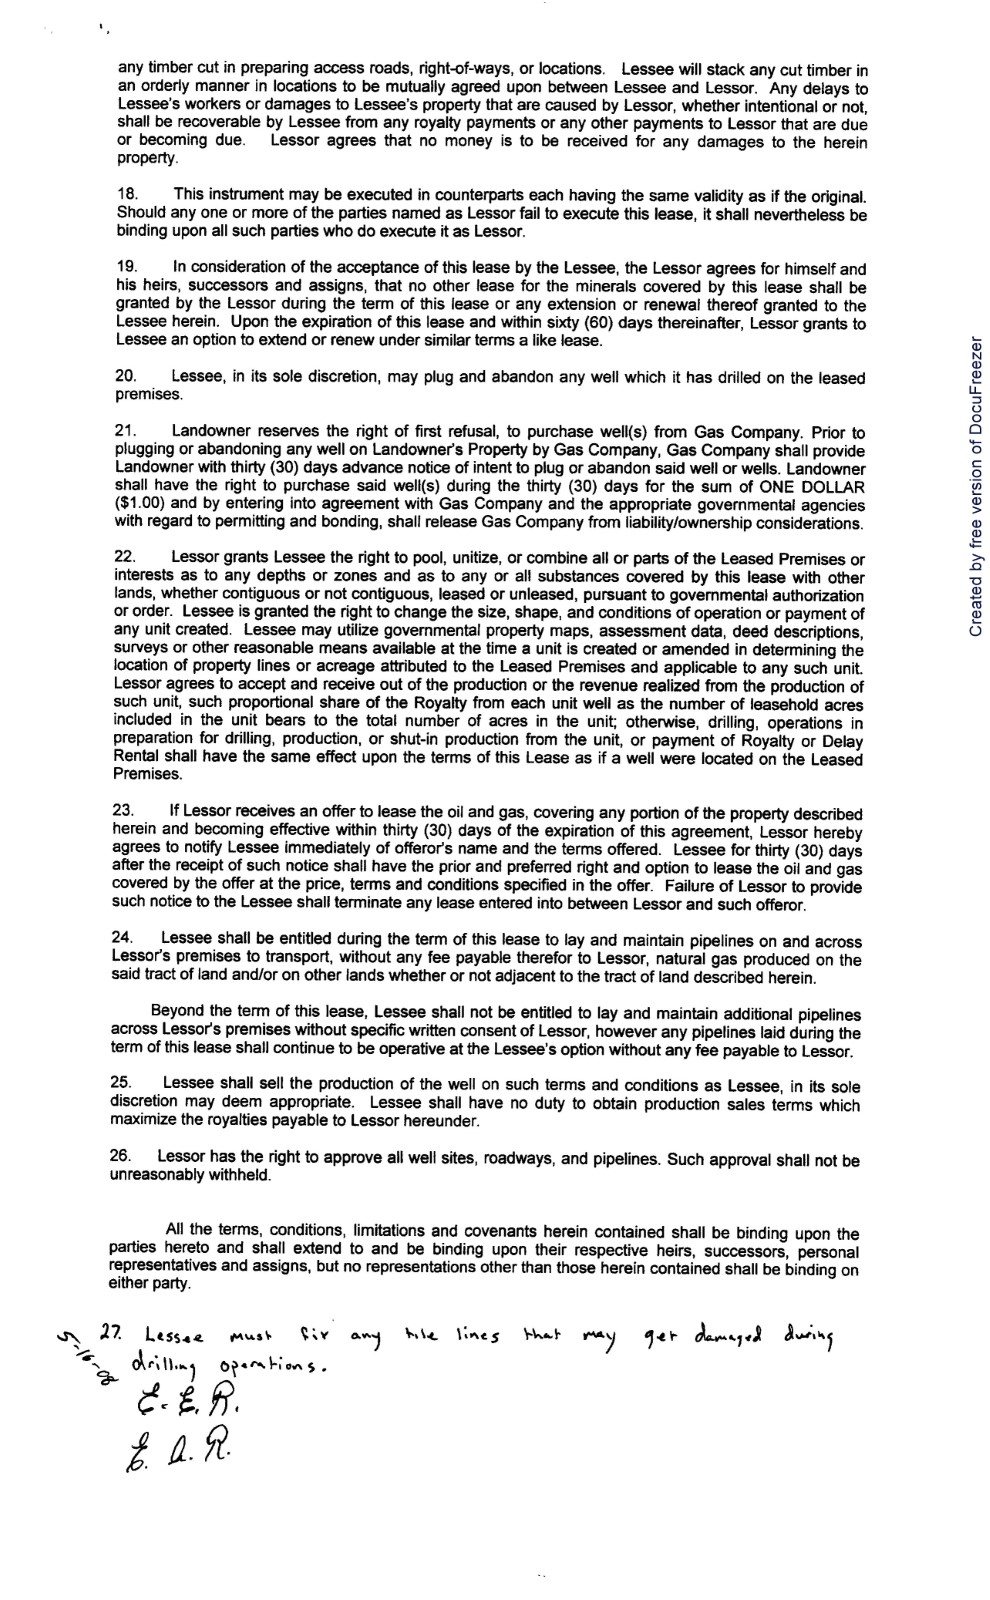 any timber cut in preparing access roads, right-of-ways, or locations. Lessee will stack any cut timber in
an orderly manner in locations to be mutually agreed upon between Lessee and Lessor. Any delays to
Lessee's workers or damages to Lessee's property that are caused by Lessor, whether intentional or not,
shall be recoverable by Lessee from any royalty payments or any other payments to Lessor that are due
or becoming due. Lessor agrees that no money is to be received for any damages to the herein
property.
18. This instrument may be executed in counterparts each having the same validity as if the original.
Should any one or more of the parties named as Lessor fail to execute this lease, it shall nevertheless be
binding upon all such parties who do execute it as Lessor.
19. In consideration of the acceptance of this lease by the Lessee, the Lessor agrees for himself and
his heirs, successors and assigns, that no other lease for the minerals covered by this lease shall be
granted by the Lessor during the term of this lease or any extension or renewal thereof granted to the
Lessee herein. Upon the expiration of this lease and within sixty (60) days thereinafter, Lessor grants to
Lessee an option to extend or renew under similar terms a like lease.
20. Lessee, in its sole discretion, may plug and abandon any well which it has drilled on the leased
premises.
21. Landowner reserves the right of first refusal, to purchase well(s) from Gas Company. Prior to
plugging or abandoning any well on Landowner's Property by Gas Company, Gas Company shall provide
Landowner with thirty (30) days advance notice of intent to plug or abandon said well or wells. Landowner
shall have the right to purchase said well(s) during the thirty (30) days for the sum of ONE DOLLAR
($1.00) and by entering into agreement with Gas Company and the appropriate governmental agencies
with regard to permitting and bonding, shall release Gas Company from liability/ownership considerations.
22. Lessor grants Lessee the right to pool, unitize, or combine all or parts of the Leased Premises or
interests as to any depths or zones and as to any or all substances covered by this lease with other
lands, whether contiguous or not contiguous, leased or unleased, pursuant to governmental authorization
or order. Lessee is granted the right to change the size, shape, and conditions of operation or payment of
any unit created. Lessee may utilize governmental property maps, assessment data, deed descriptions,
surveys or other reasonable means available at the time a unit is created or amended in determining the
location of property lines or acreage attributed to the Leased Premises and applicable to any such unit.
Lessor agrees to accept and receive out of the production or the revenue realized from the production of
such unit, such proportional share of the Royalty from each unit well as the number of leasehold acres
included in the unit bears to the total number of acres in the unit; otherwise, drilling, operations in
preparation for drilling, production, or shut-in production from the unit, or payment of Royalty or Delay
Rental shall have the same effect upon the terms of this Lease as if a well were located on the Leased
Premises.
23. If Lessor receives an offer to lease the oil and gas, covering any portion of the property described
herein and becoming effective within thirty (30) days of the expiration of this agreement, Lessor hereby
agrees to notify Lessee immediately of offeror's name and the terms offered. Lessee for thirty (30) days
after the receipt of such notice shall have the prior and preferred right and option to lease the oil and gas
covered by the offer at the price, terms and conditions specified in the offer. Failure of Lessor to provide
such notice to the Lessee shall terminate any lease entered into between Lessor and such offeror.
24. Lessee shall be entitled during the term of this lease to lay and maintain pipelines on and across
Lessor's premises to transport, without any fee payable therefor to Lessor, natural gas produced on the
said tract of land and/or on other lands whether or not adjacent to the tract of land described herein.
Beyond the term of this lease, Lessee shall not be entitled to lay and maintain additional pipelines
across Lessor's premises without specific written consent of Lessor, however any pipelines laid during the
term of this lease shall continue to be operative at the Lessee's option without any fee payable to Lessor.
25. Lessee shall sell the production of the well on such terms and conditions as Lessee, in its sole
discretion may deem appropriate. Lessee shall have no duty to obtain production sales terms which
maximize the royalties payable to Lessor hereunder.
26. Lessor has the right to approve all well sites, roadways, and pipelines. Such approval shall not be
unreasonably withheld.
All the terms, conditions, limitations and covenants herein contained shall be binding upon the
parties hereto and shall extend to and be binding upon their respective heirs, successors, personal
representatives and assigns, but no representations other than those herein contained shall be binding on
either party.
27. Lessee must fix any tile lines that may get damaged during
drilling operations.
5-16-08
E.E.R.
E.A.R.
Created by free version of DocuFreezer